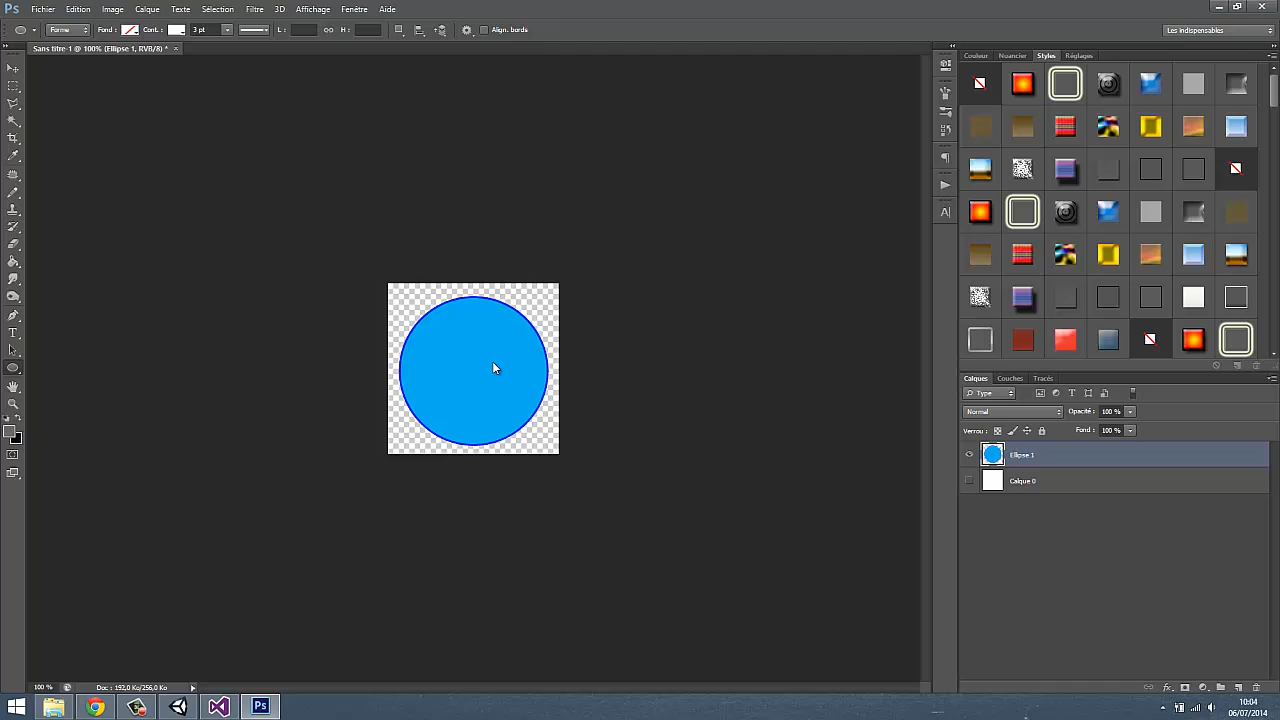 Ps Fichier Edition Image Calque Texte Sélection Filtre 3D Affichage Fenêtre Aide
Forme Fond : Cont. : 3 pt L : H : Align. bords Les indispensables
Sans titre-1 @ 100% (Ellipse 1, RVB/8) * ×
Couleur Nuancier Styles Réglages
Calques Couches Tracés
Type
Normal Opacité : 100 %
Verrou : Fond : 100 %
Ellipse 1
Calque 0
100 % Doc : 192,0 Ko/256,0 Ko
Ps
10:04
06/07/2014